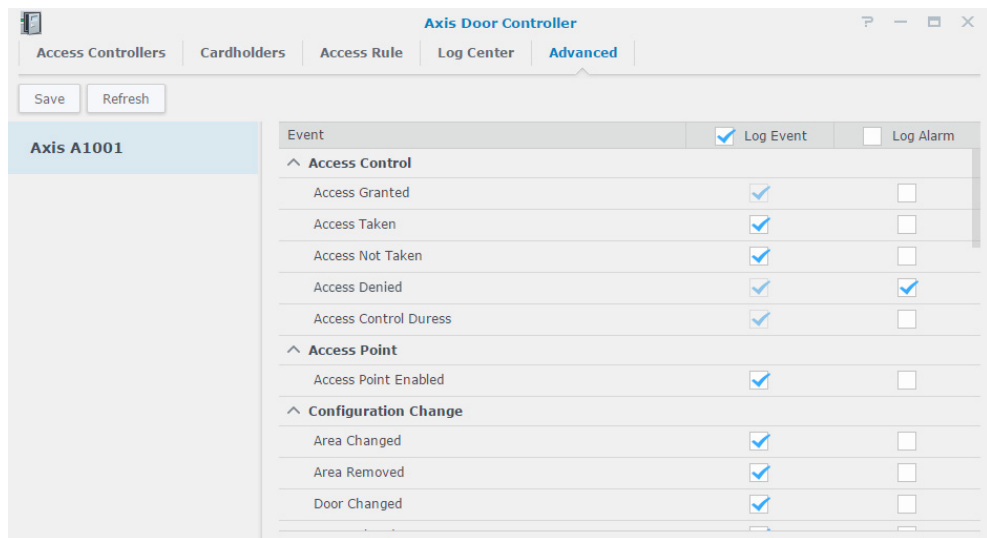 Axis Door Controller
Access Controllers Cardholders Access Rule Log Center Advanced
Save Refresh
Axis A1001
Event Log Event Log Alarm
Access Control
Access Granted
Access Taken
Access Not Taken
Access Denied
Access Control Duress
Access Point
Access Point Enabled
Configuration Change
Area Changed
Area Removed
Door Changed